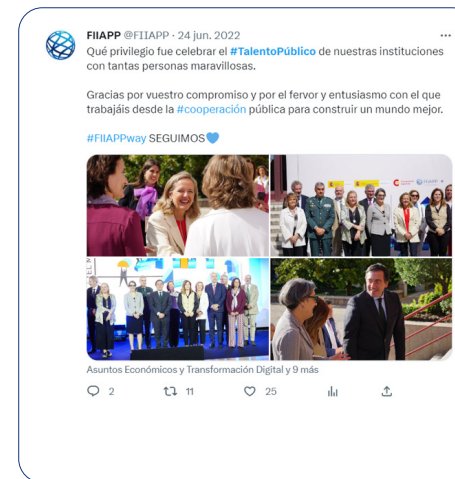 FIIAPP @FIIAPP · 24 jun. 2022
Qué privilegio fue celebrar el #TalentoPúblico de nuestras instituciones
con tantas personas maravillosas.
Gracias por vuestro compromiso y por el fervor y entusiasmo con el que
trabajáis desde la #cooperación pública para construir un mundo mejor.
#FIIAPPway SEGUIMOS💙
Asuntos Económicos y Transformación Digital y 9 más
2 11 25